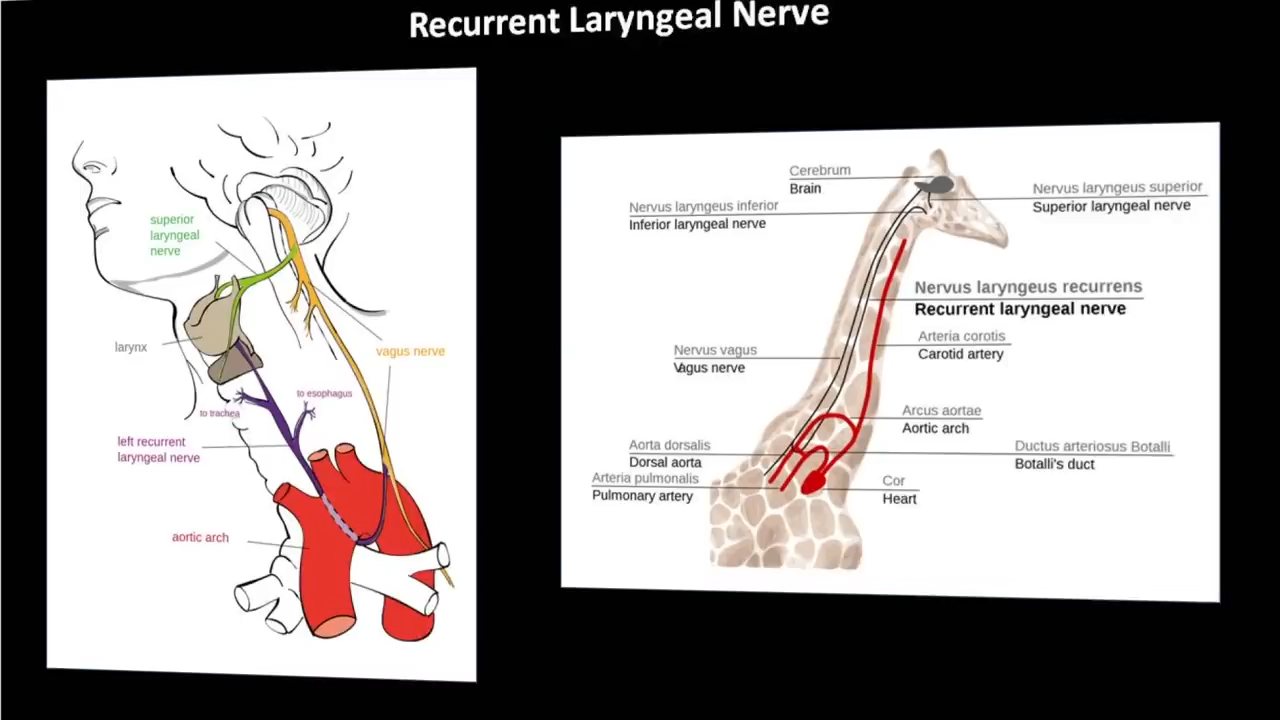 Recurrent Laryngeal Nerve
superior
laryngeal
nerve
larynx
vagus nerve
to esophagus
to trachea
left recurrent
laryngeal nerve
aortic arch
Cerebrum
Brain
Nervus laryngeus inferior
Inferior laryngeal nerve
Nervus laryngeus superior
Superior laryngeal nerve
Nervus laryngeus recurrens
Recurrent laryngeal nerve
Arteria corotis
Carotid artery
Nervus vagus
Vagus nerve
Arcus aortae
Aortic arch
Aorta dorsalis
Dorsal aorta
Ductus arteriosus Botalli
Botalli's duct
Arteria pulmonalis
Pulmonary artery
Cor
Heart